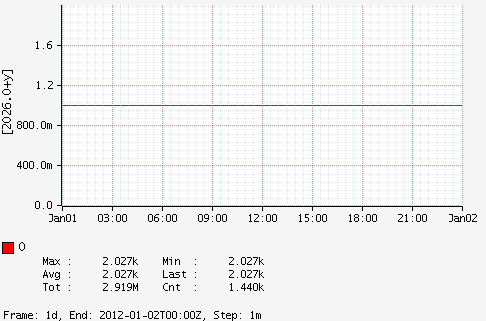 [2026.0+y]
1.6
1.2
800.0m
400.0m
0.0
Jan01 03:00 06:00 09:00 12:00 15:00 18:00 21:00 Jan02
0
Max : 2.027k Min : 2.027k
Avg : 2.027k Last : 2.027k
Tot : 2.919M Cnt : 1.440k
Frame: 1d, End: 2012-01-02T00:00Z, Step: 1m